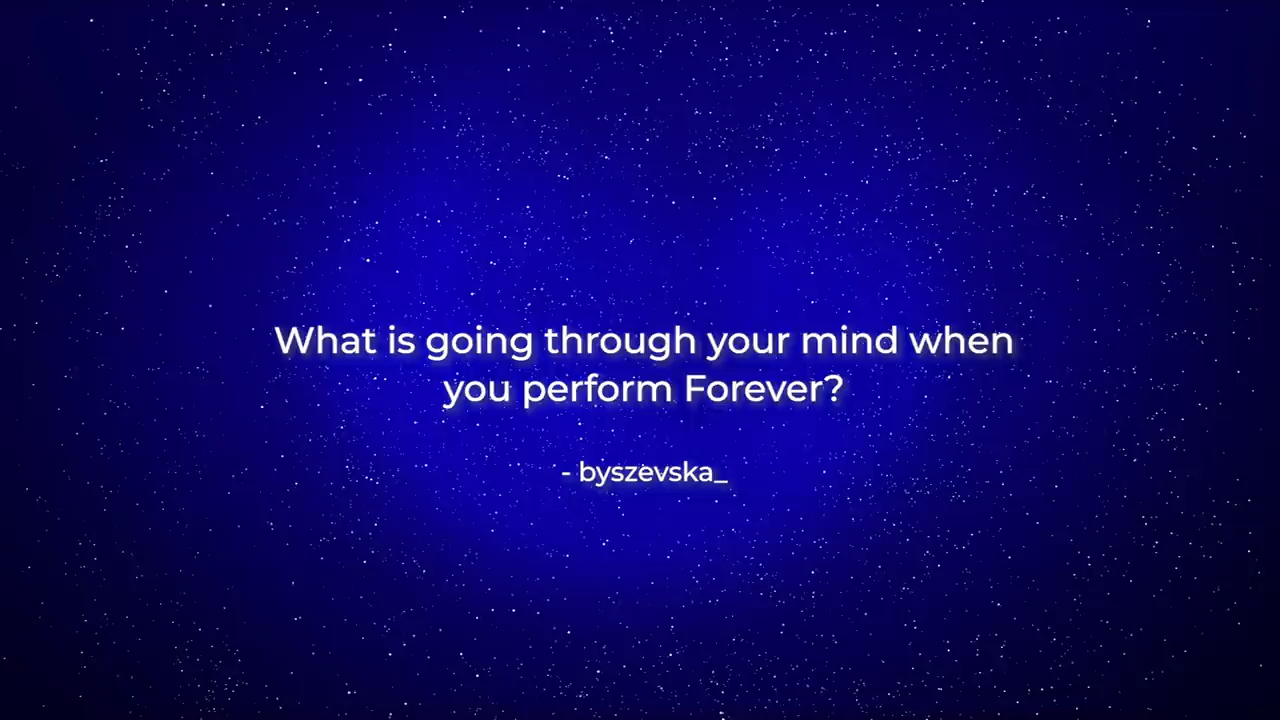 What is going through your mind when
you perform Forever?
- byszevska_